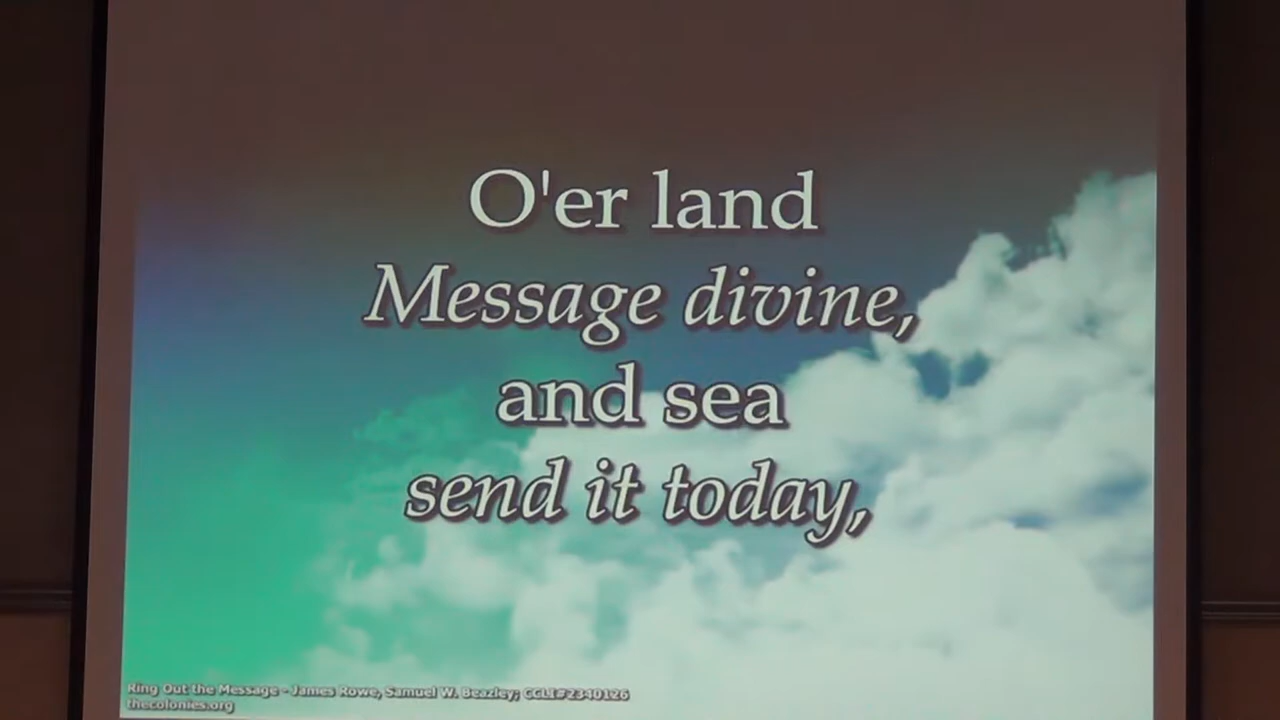 O'er land
Message divine,
and sea
send it today,
Ring Out the Message - James Rowe, Samuel W. Beazley; CCLI#2340126
thecolonies.org